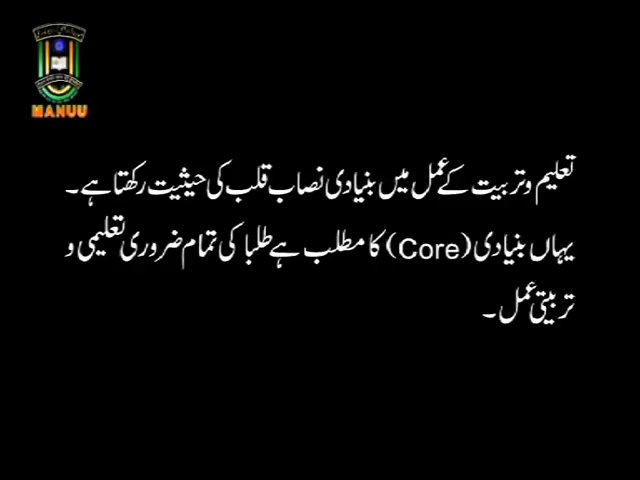 MANUU
تعلیم و تربیت کے عمل میں بنیادی نصاب قلب کی حیثیت رکھتا ہے۔
یہاں بنیادی (Core) کا مطلب ہے طلبا کی تمام ضروری تعلیمی و
تربیتی عمل۔